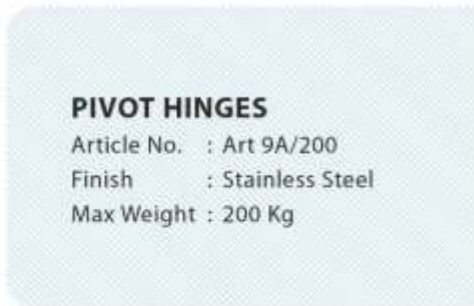 PIVOT HINGES
Article No. : Art 9A/200
Finish : Stainless Steel
Max Weight : 200 Kg